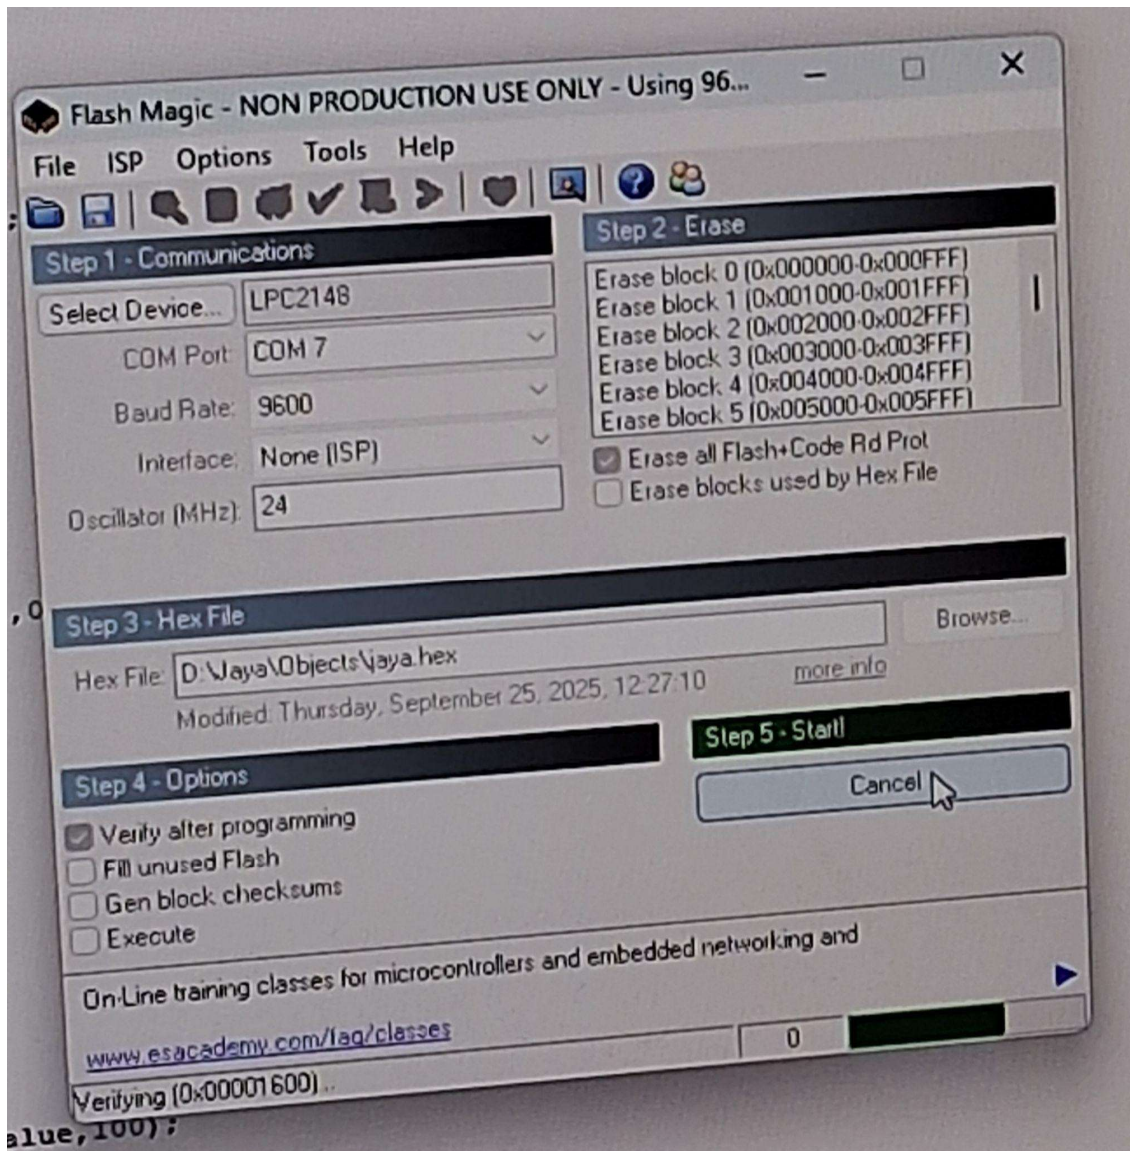 Flash Magic - NON PRODUCTION USE ONLY - Using 96...
File ISP Options Tools Help
Step 1 - Communications
Select Device... LPC2148
COM Port: COM 7
Baud Rate: 9600
Interface: None (ISP)
Oscillator (MHz): 24
Step 2 - Erase
Erase block 0 (0x000000-0x000FFF)
Erase block 1 (0x001000-0x001FFF)
Erase block 2 (0x002000-0x002FFF)
Erase block 3 (0x003000-0x003FFF)
Erase block 4 (0x004000-0x004FFF)
Erase block 5 (0x005000-0x005FFF)
Erase all Flash+Code Rd Prot
Erase blocks used by Hex File
,0
Step 3 - Hex File
Hex File: D:\Jaya\Objects\jaya.hex
Browse...
Modified: Thursday, September 25, 2025, 12:27:10
more info
Step 4 - Options
Verify after programming
Fill unused Flash
Gen block checksums
Execute
Step 5 - Start!
Cancel
On-Line training classes for microcontrollers and embedded networking and
www.esacademy.com/faq/classes
Verifying (0x00001600)...
0
alue,100);